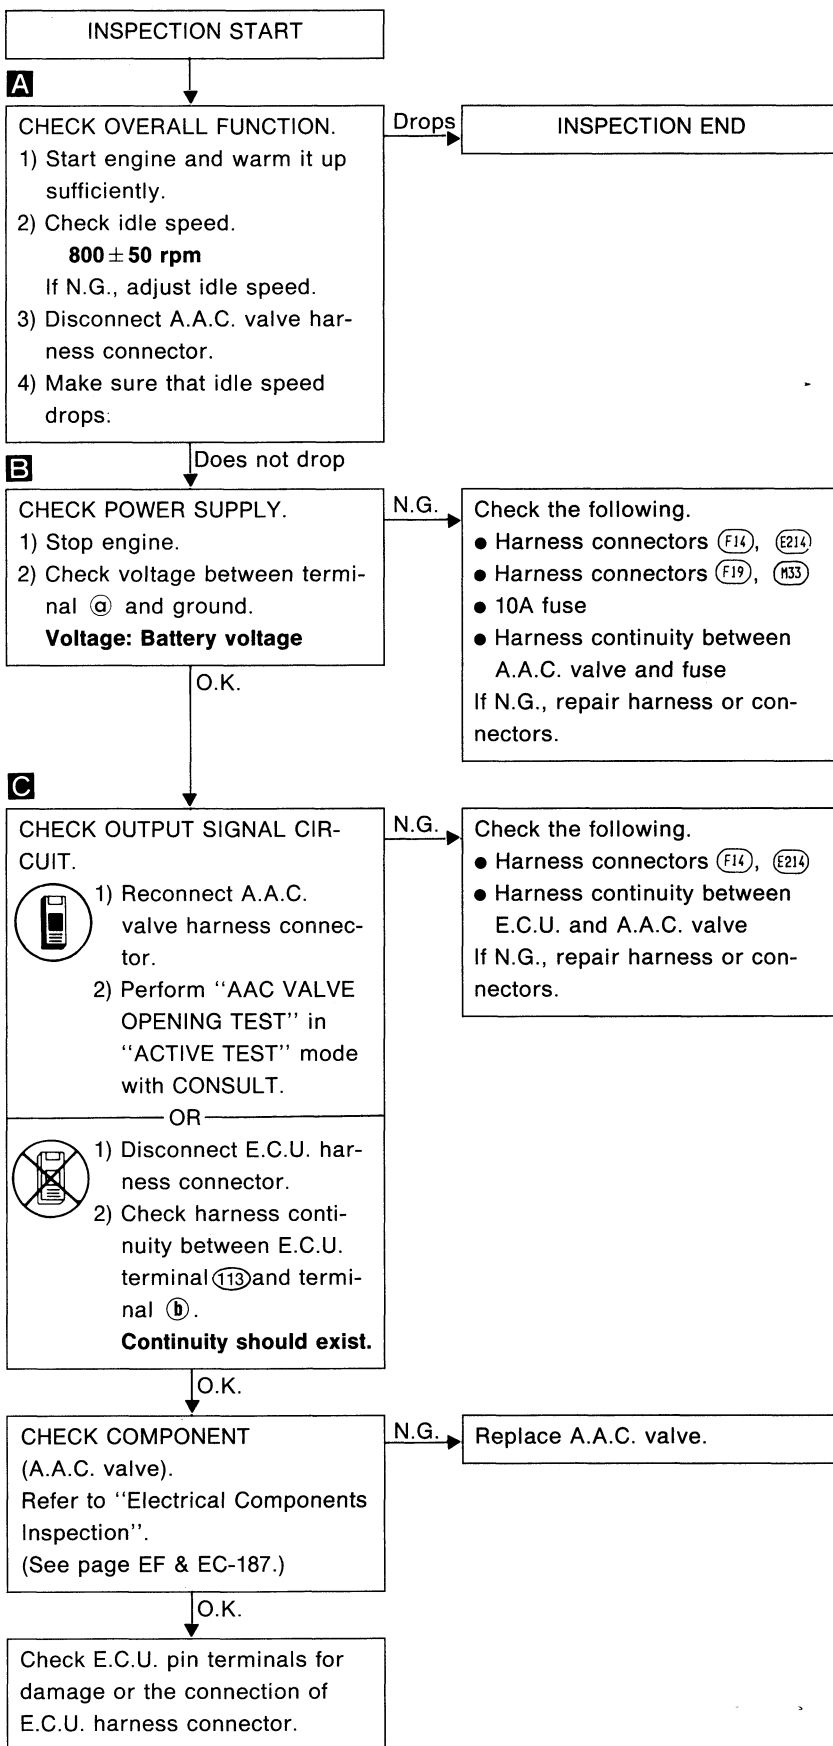 INSPECTION START
A
CHECK OVERALL FUNCTION.
1) Start engine and warm it up
sufficiently.
2) Check idle speed.
800 ± 50 rpm
If N.G., adjust idle speed.
3) Disconnect A.A.C. valve har-
ness connector.
4) Make sure that idle speed
drops.
Drops
INSPECTION END
Does not drop
B
CHECK POWER SUPPLY.
1) Stop engine.
2) Check voltage between termi-
nal ⓐ and ground.
Voltage: Battery voltage
N.G.
Check the following.
● Harness connectors (F14), (E214)
● Harness connectors (F19), (M33)
● 10A fuse
● Harness continuity between
A.A.C. valve and fuse
If N.G., repair harness or con-
nectors.
O.K.
C
CHECK OUTPUT SIGNAL CIR-
CUIT.
1) Reconnect A.A.C.
valve harness connec-
tor.
2) Perform "AAC VALVE
OPENING TEST" in
"ACTIVE TEST" mode
with CONSULT.
OR
1) Disconnect E.C.U. har-
ness connector.
2) Check harness conti-
nuity between E.C.U.
terminal (113) and termi-
nal ⓑ.
Continuity should exist.
N.G.
Check the following.
● Harness connectors (F14), (E214)
● Harness continuity between
E.C.U. and A.A.C. valve
If N.G., repair harness or con-
nectors.
O.K.
CHECK COMPONENT
(A.A.C. valve).
Refer to "Electrical Components
Inspection".
(See page EF & EC-187.)
N.G.
Replace A.A.C. valve.
O.K.
Check E.C.U. pin terminals for
damage or the connection of
E.C.U. harness connector.